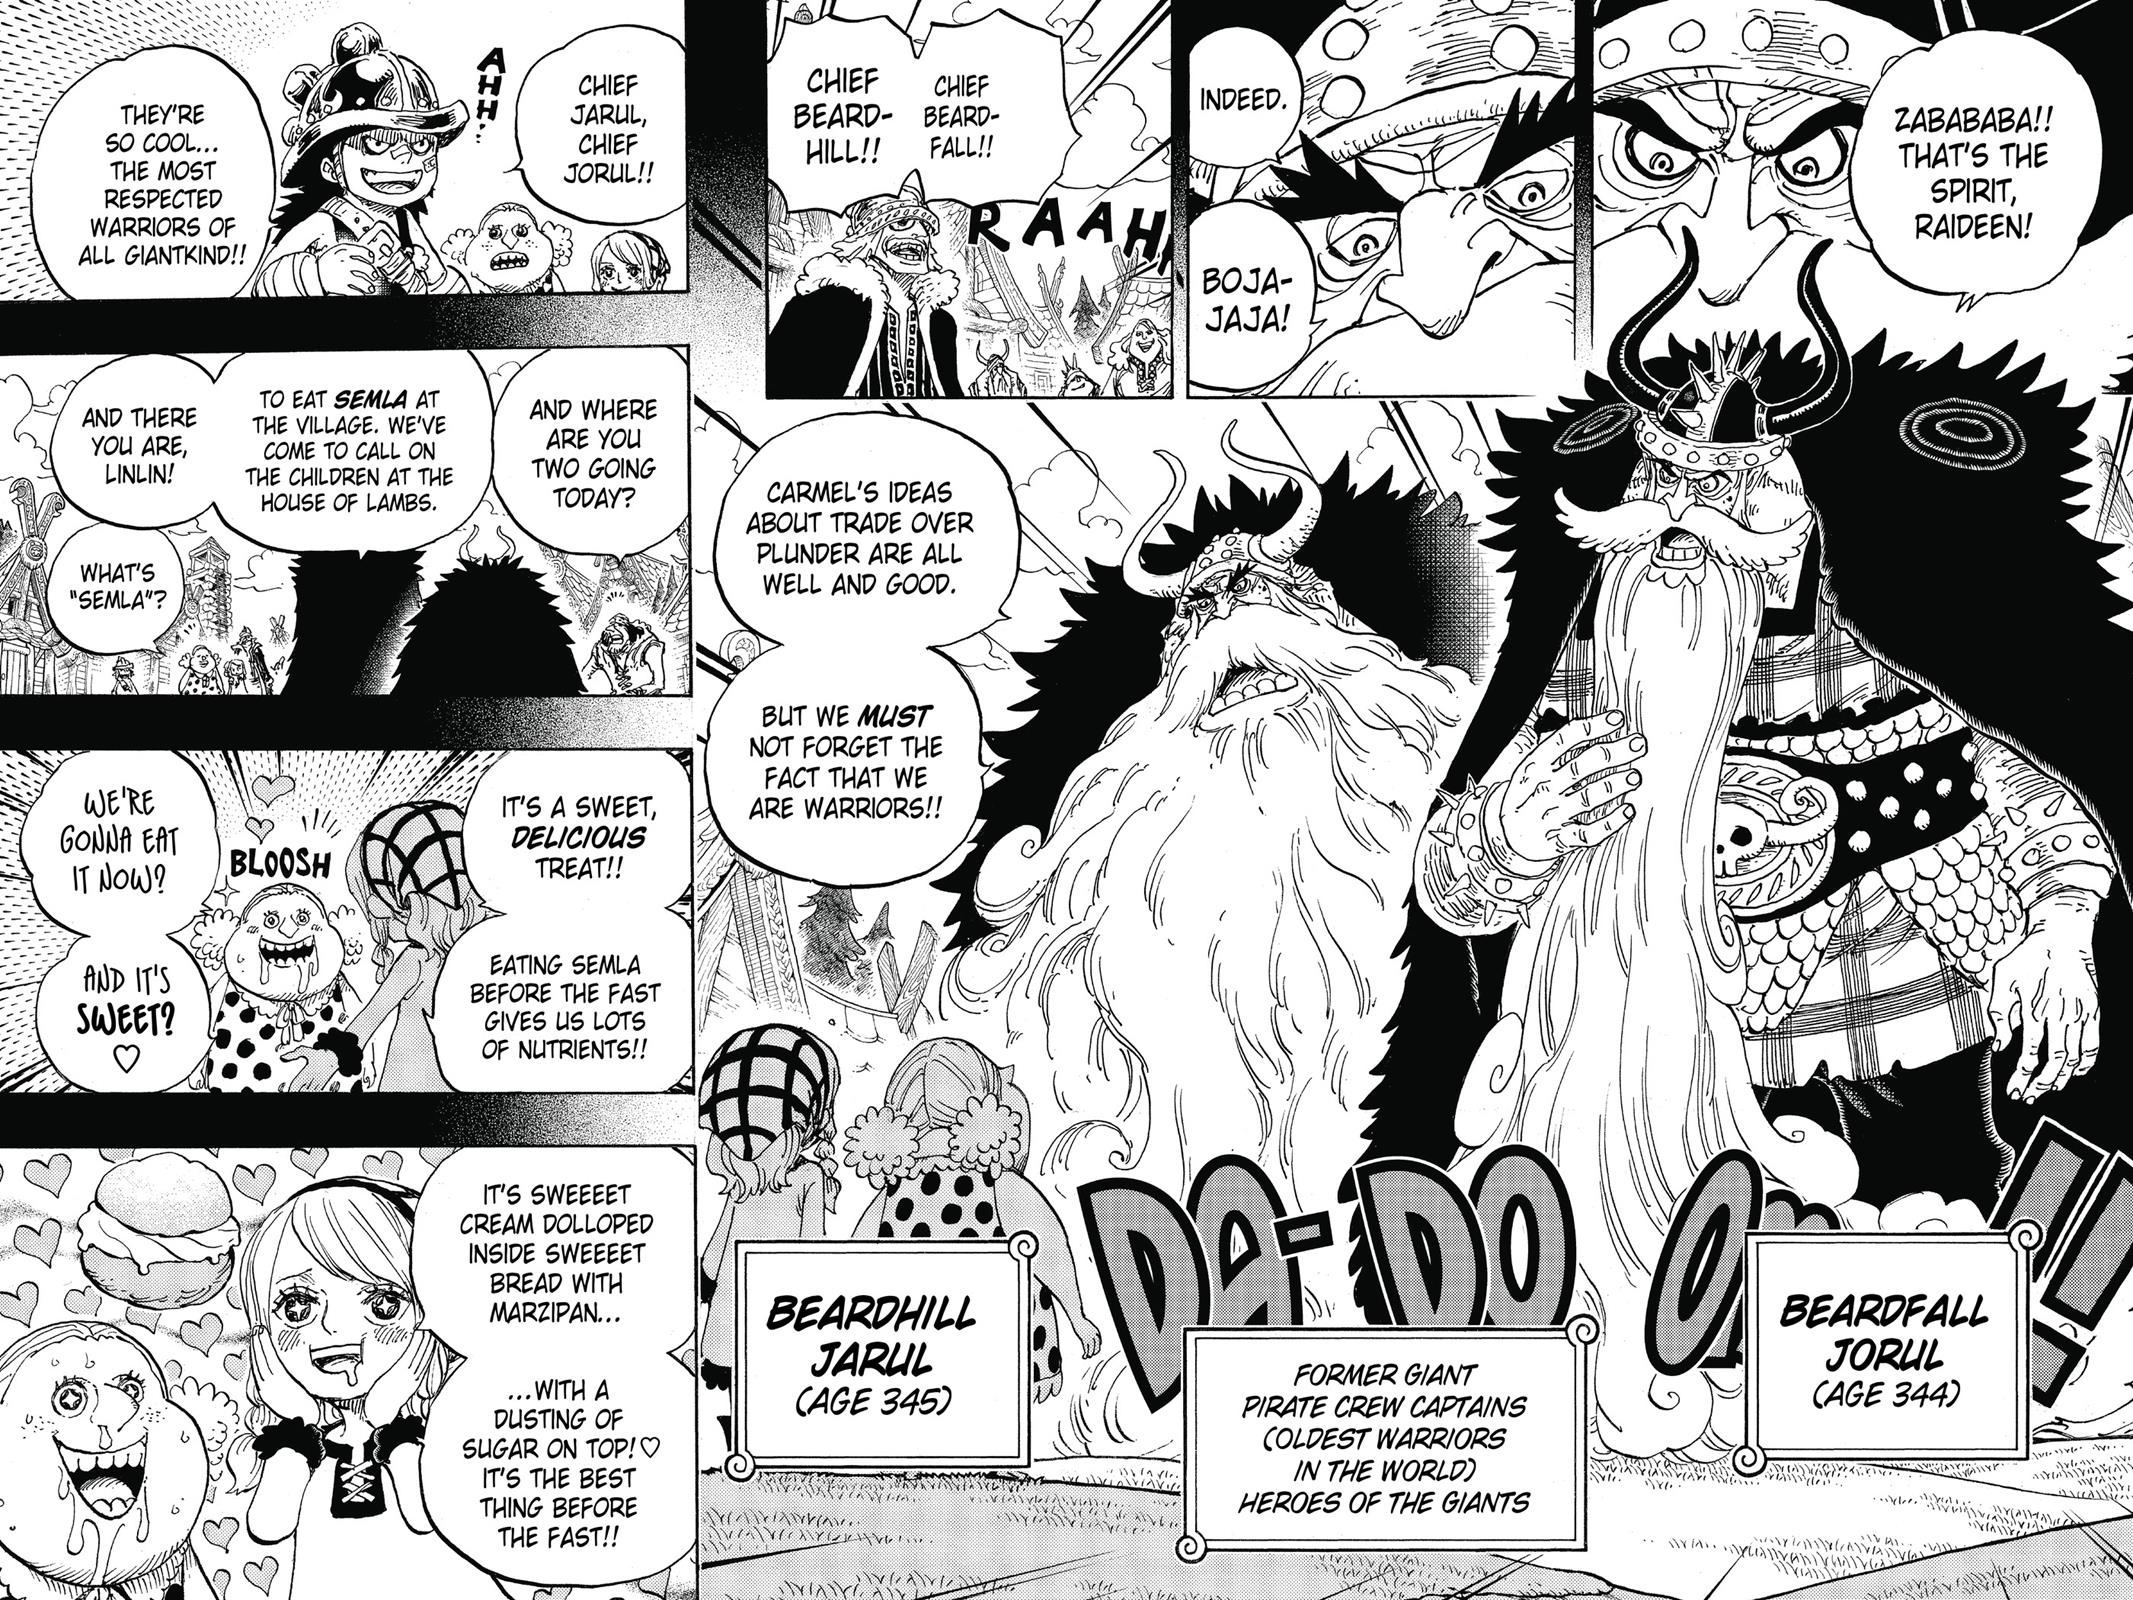 ZABABABA!!
THAT'S THE
SPIRIT,
RAIDEEN!
INDEED.
BOJA-
JAJA!
CHIEF
BEARD-
FALL!!
CHIEF
BEARD-
HILL!!
RAAHH
CARMEL'S IDEAS
ABOUT TRADE OVER
PLUNDER ARE ALL
WELL AND GOOD.
BUT WE MUST
NOT FORGET THE
FACT THAT WE
ARE WARRIORS!!
DA-DOOM!!
BEARDFALL
JORUL
(AGE 344)
FORMER GIANT
PIRATE CREW CAPTAINS
(OLDEST WARRIORS
IN THE WORLD)
HEROES OF THE GIANTS
BEARDHILL
JARUL
(AGE 345)
CHIEF
JARUL,
CHIEF
JORUL!!
AHH!..
THEY'RE
SO COOL...
THE MOST
RESPECTED
WARRIORS OF
ALL GIANTKIND!!
AND WHERE
ARE YOU
TWO GOING
TODAY?
TO EAT SEMLA AT
THE VILLAGE. WE'VE
COME TO CALL ON
THE CHILDREN AT THE
HOUSE OF LAMBS.
AND THERE
YOU ARE,
LINLIN!
WHAT'S
"SEMLA"?
IT'S A SWEET,
DELICIOUS
TREAT!!
EATING SEMLA
BEFORE THE FAST
GIVES US LOTS
OF NUTRIENTS!!
BLOOSH
WE'RE
GONNA EAT
IT NOW?
AND IT'S
SWEET?
♡
IT'S SWEEEET
CREAM DOLLOPED
INSIDE SWEEEET
BREAD WITH
MARZIPAN...
...WITH A
DUSTING OF
SUGAR ON TOP!♡
IT'S THE BEST
THING BEFORE
THE FAST!!